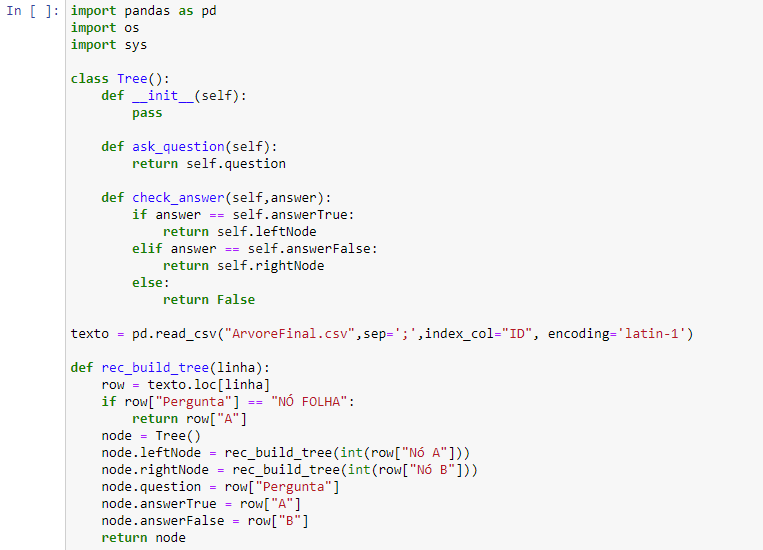 In [ ]: import pandas as pd
import os
import sys

class Tree():
    def __init__(self):
        pass

    def ask_question(self):
        return self.question

    def check_answer(self,answer):
        if answer == self.answerTrue:
            return self.leftNode
        elif answer == self.answerFalse:
            return self.rightNode
        else:
            return False

texto = pd.read_csv("ArvoreFinal.csv",sep=';',index_col="ID", encoding='latin-1')

def rec_build_tree(linha):
    row = texto.loc[linha]
    if row["Pergunta"] == "NÓ FOLHA":
        return row["A"]
    node = Tree()
    node.leftNode = rec_build_tree(int(row["Nó A"]))
    node.rightNode = rec_build_tree(int(row["Nó B"]))
    node.question = row["Pergunta"]
    node.answerTrue = row["A"]
    node.answerFalse = row["B"]
    return node